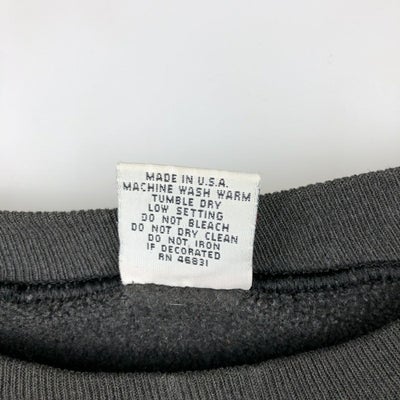 MADE IN U.S.A.
MACHINE WASH WARM
TUMBLE DRY
LOW SETTING
DO NOT BLEACH
DO NOT DRY CLEAN
DO NOT IRON
IF DECORATED
RN 46831